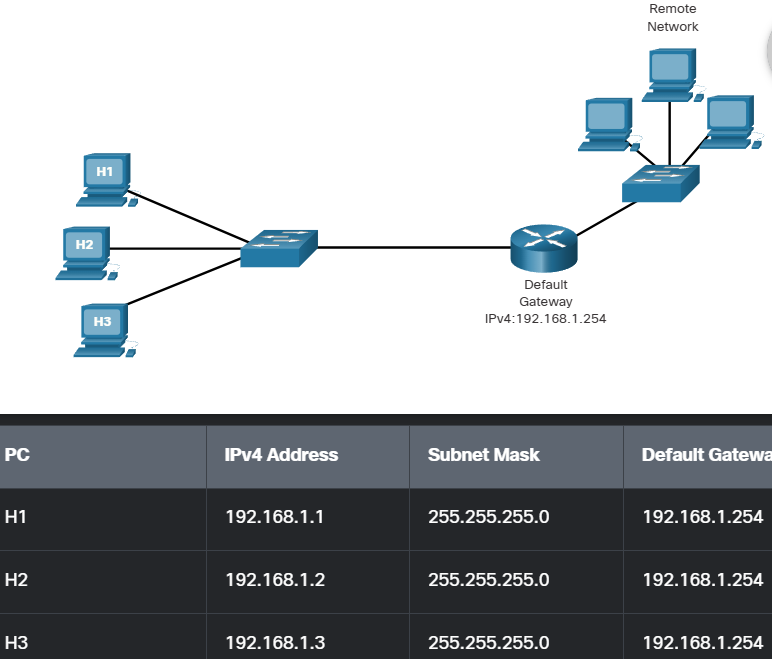 Remote
Network
H1
H2
H3
Default
Gateway
IPv4:192.168.1.254
PC IPv4 Address Subnet Mask Default Gatewa
H1 192.168.1.1 255.255.255.0 192.168.1.254
H2 192.168.1.2 255.255.255.0 192.168.1.254
H3 192.168.1.3 255.255.255.0 192.168.1.254